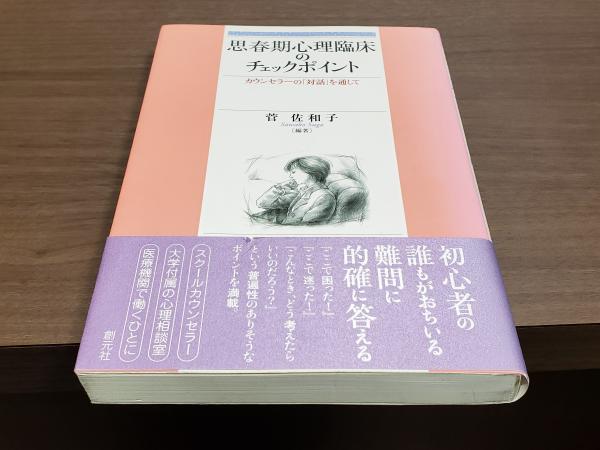 思春期心理臨床
の
チェックポイント
カウンセラーの「対話」を通して
菅 佐和子
Sawako Suga
〔編著〕
初心者の
誰もがおちいる
難問に
的確に答える
「ここで困った！」
「ここで迷った！」
「こんなとき、どう考えたら
いいのだろう？」
という普遍性のありそうな
ポイントを満載。
スクールカウンセラー
大学付属の心理相談室
医療機関で働くひとに
創元社